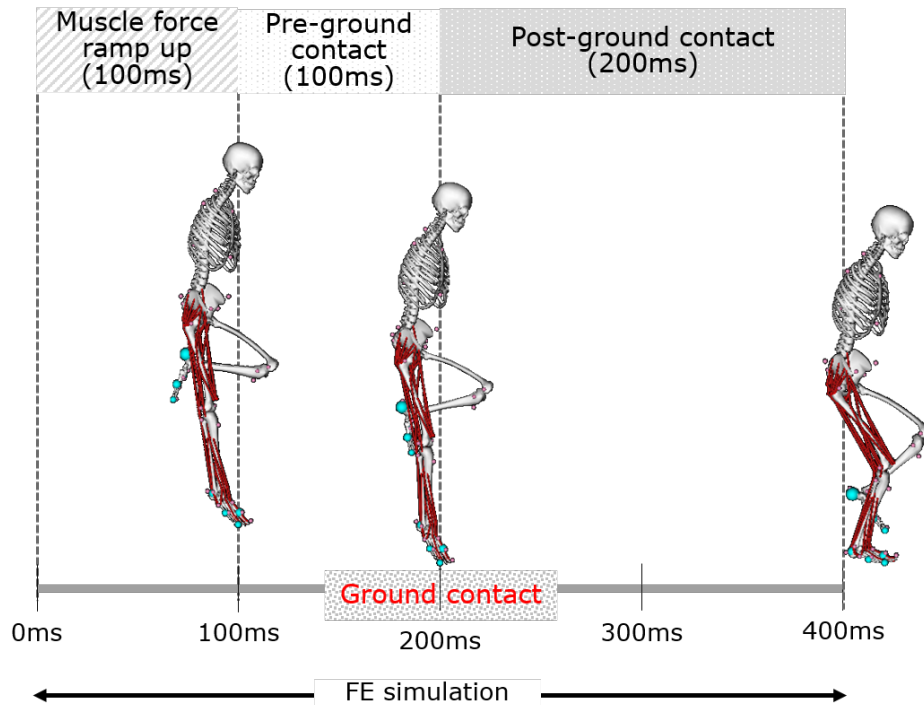 Muscle force
ramp up
(100ms)
Pre-ground
contact
(100ms)
Post-ground contact
(200ms)
Ground contact
0ms
100ms
200ms
300ms
400ms
FE simulation